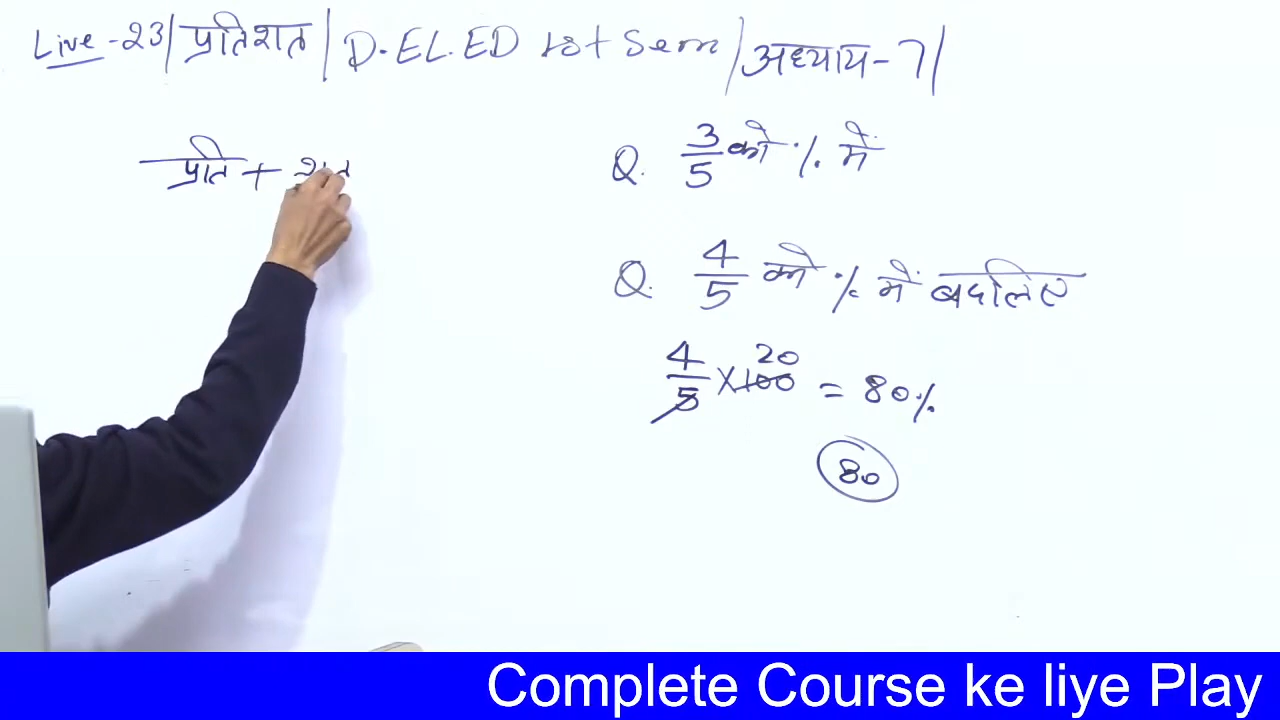 Live-23/ प्रतिशत / D.EL.ED 1st Sem / अध्याय-7/
प्रति +
Q. 3/5 को % में
Q. 4/5 को % में बदलिए
4/5 × 100 20 = 80%
80
Complete Course ke liye Play